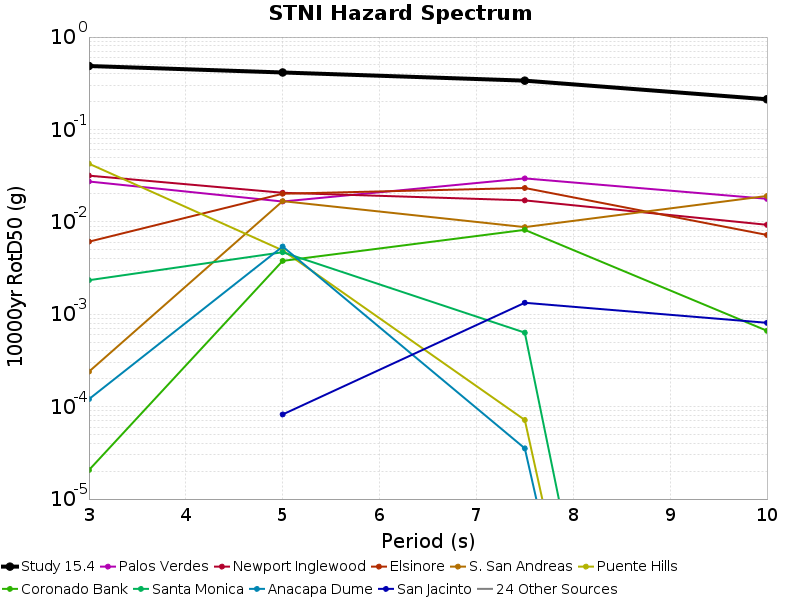 STNI Hazard Spectrum
10^0
10^-1
10^-2
10^-3
10^-4
10^-5
10000yr RotD50 (g)
3 4 5 6 7 8 9 10
Period (s)
Study 15.4 Palos Verdes Newport Inglewood Elsinore S. San Andreas Puente Hills
Coronado Bank Santa Monica Anacapa Dume San Jacinto 24 Other Sources